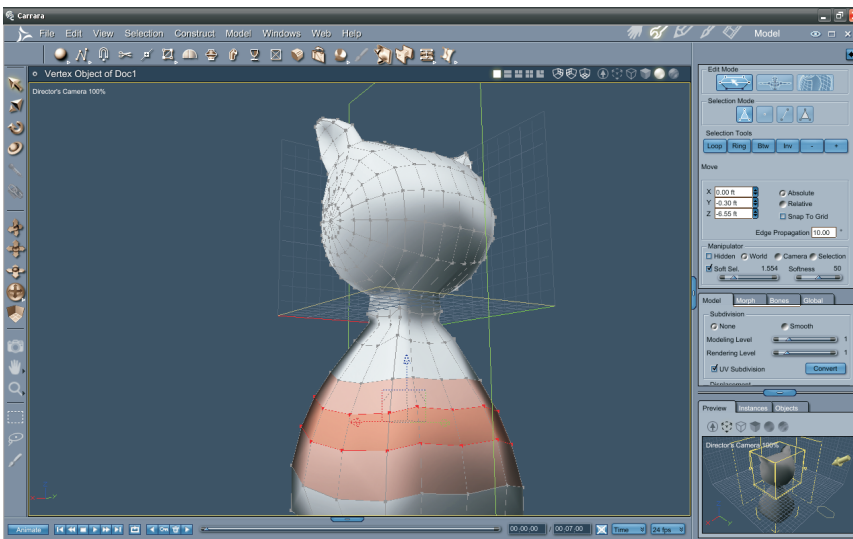 Carrara
File Edit View Selection Construct Model Windows Web Help
Model
Vertex Object of Doc1
Director's Camera 100%
Edit Mode
Selection Mode
Selection Tools
Loop Ring Btw Inv - +
Move
X 0.00 ft Absolute
Y -0.30 ft Relative
Z -6.55 ft Snap To Grid
Edge Propagation 10.00 °
Manipulator
Hidden World Camera Selection
Soft Sel. 1.554 Softness 50
Model Morph Bones Global
Subdivision
None Smooth
Modeling Level 1
Rendering Level 1
UV Subdivision Convert
Displacement
Preview Instances Objects
Director's Camera 100%
Animate 00:00:00 / 00:07:00 Time 24 fps